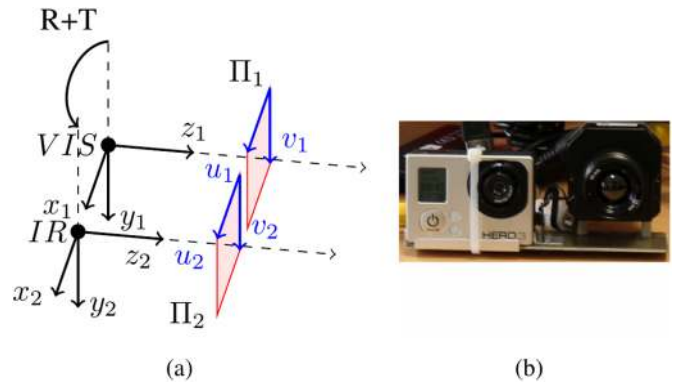 R+T
Π₁
VIS
z₁
v₁
x₁
y₁
u₁
IR
z₂
u₂
v₂
x₂
y₂
Π₂
HERO3
(a)
(b)